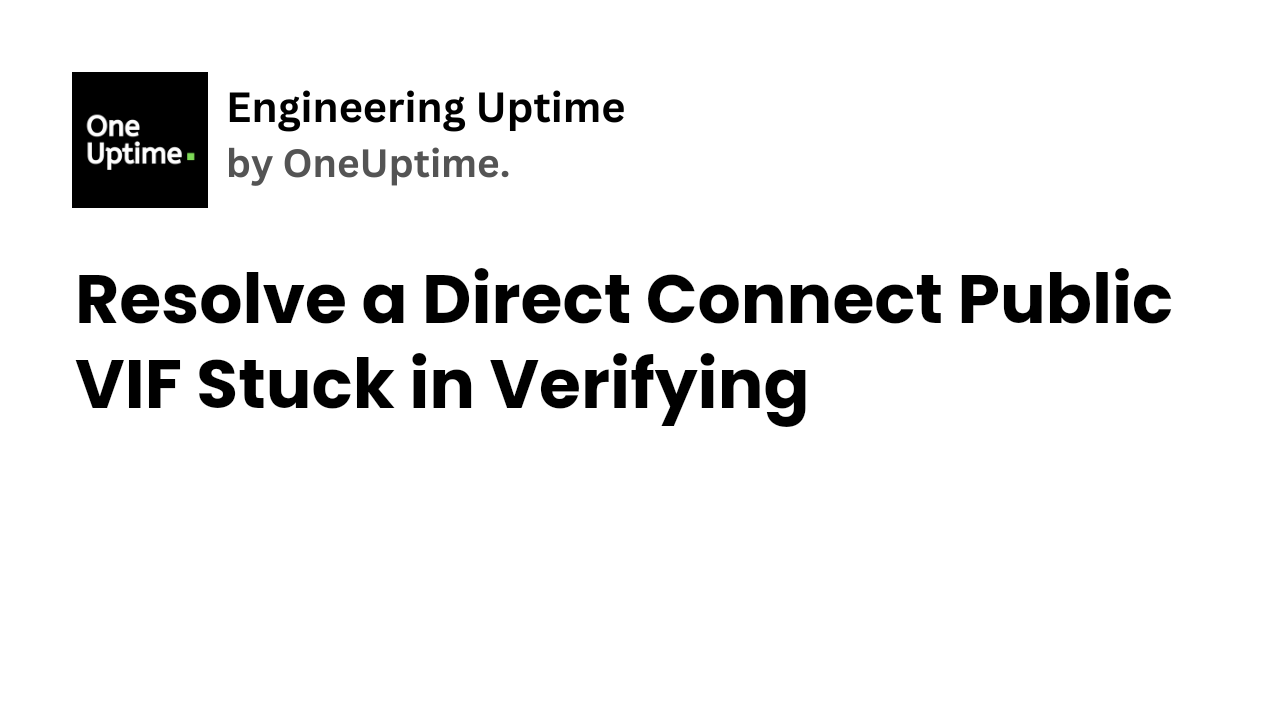 One
Uptime
Engineering Uptime
by OneUptime.
Resolve a Direct Connect Public
VIF Stuck in Verifying